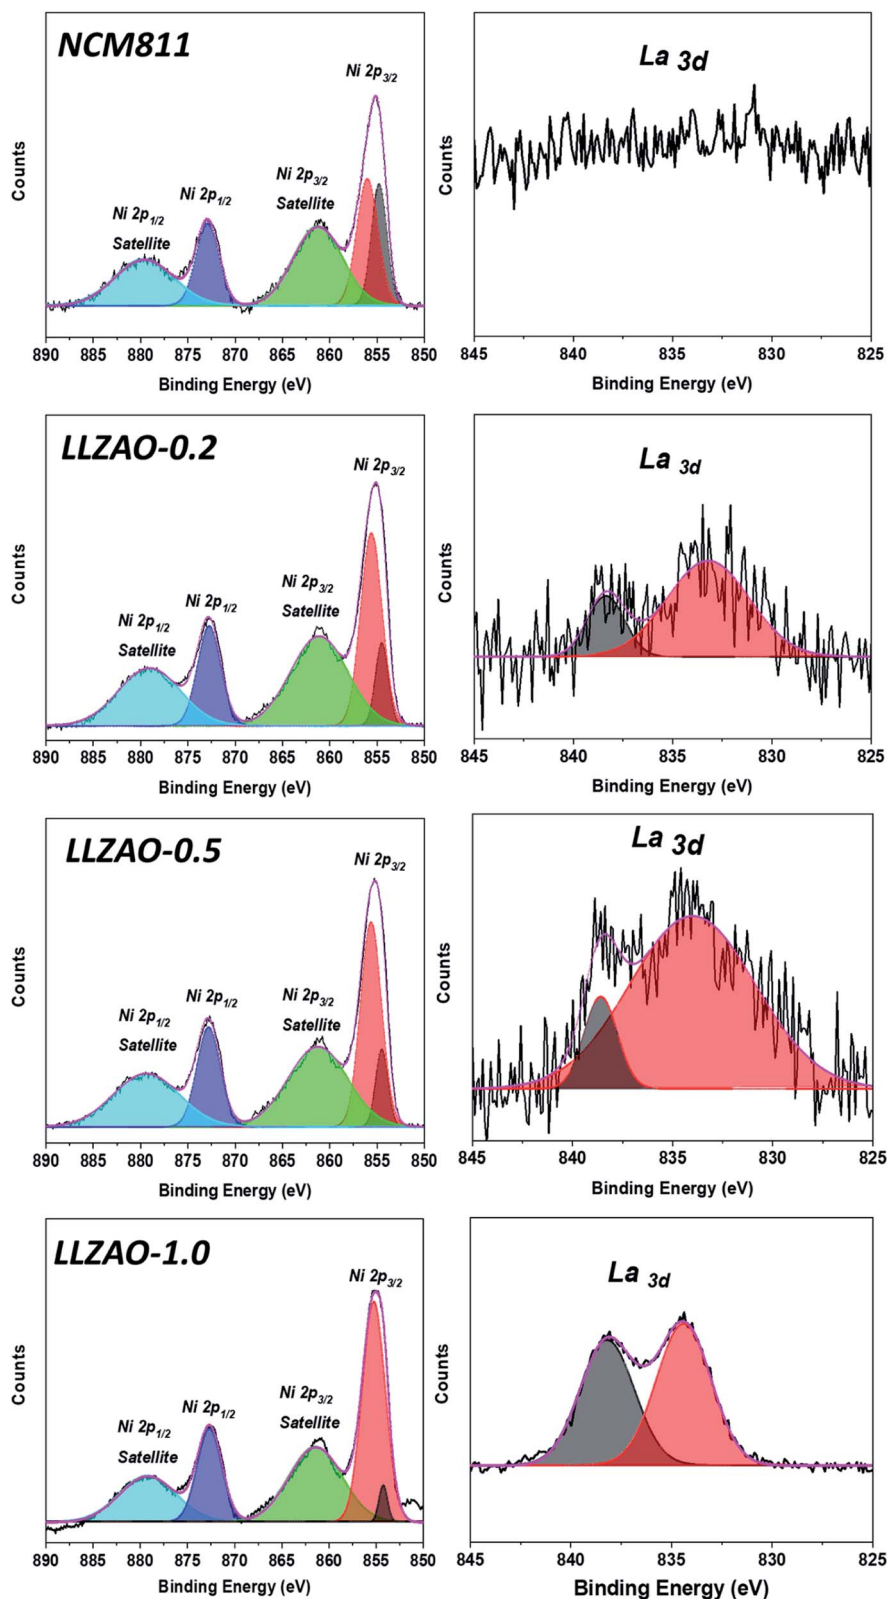 NCM811
Ni 2p3/2
Ni 2p3/2
Satellite
Ni 2p1/2
Ni 2p1/2
Satellite
Counts
890 885 880 875 870 865 860 855 850
Binding Energy (eV)
La 3d
Counts
845 840 835 830 825
Binding Energy (eV)
LLZAO-0.2
Ni 2p3/2
Ni 2p3/2
Satellite
Ni 2p1/2
Ni 2p1/2
Satellite
Counts
890 885 880 875 870 865 860 855 850
Binding Energy (eV)
La 3d
Counts
845 840 835 830 825
Binding Energy (eV)
LLZAO-0.5
Ni 2p3/2
Ni 2p3/2
Satellite
Ni 2p1/2
Ni 2p1/2
Satellite
Counts
890 885 880 875 870 865 860 855 850
Binding Energy (eV)
La 3d
Counts
845 840 835 830 825
Binding Energy (eV)
LLZAO-1.0
Ni 2p3/2
Ni 2p3/2
Satellite
Ni 2p1/2
Ni 2p1/2
Satellite
Counts
890 885 880 875 870 865 860 855 850
Binding Energy (eV)
La 3d
Counts
845 840 835 830 825
Binding Energy (eV)